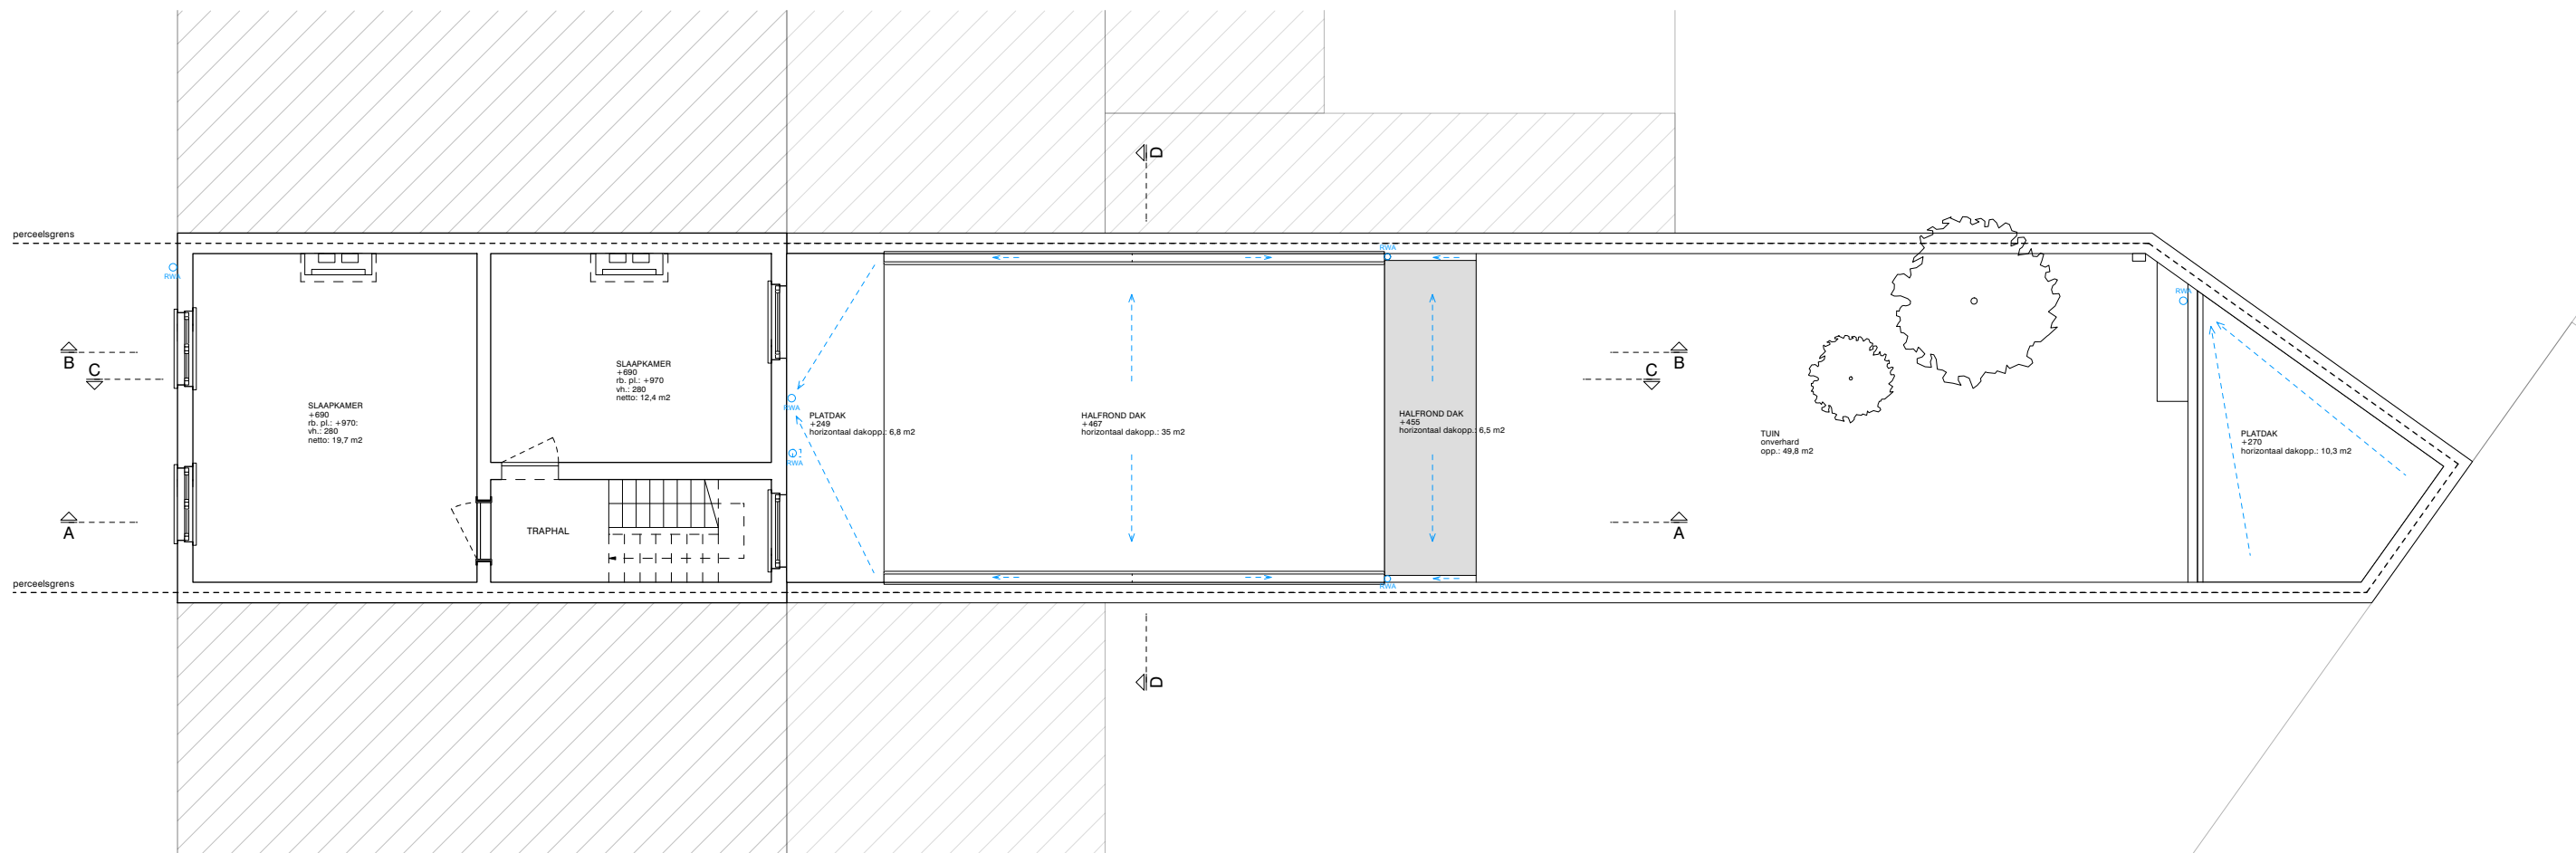 D
perceelsgrens
RWA
RWA
RWA
B
C
SLAAPKAMER
+690
rb. pl.: +970:
vh.: 280
netto: 19,7 m2
SLAAPKAMER
+690
rb. pl.: +970
vh.: 280
netto: 12,4 m2
RWA
RWA
PLATDAK
+249
horizontaal dakopp.: 6,8 m2
HALFROND DAK
+467
horizontaal dakopp.: 35 m2
HALFROND DAK
+455
horizontaal dakopp.: 6,5 m2
B
C
TUIN
onverhard
opp.: 49,8 m2
PLATDAK
+270
horizontaal dakopp.: 10,3 m2
A
TRAPHAL
A
perceelsgrens
RWA
D